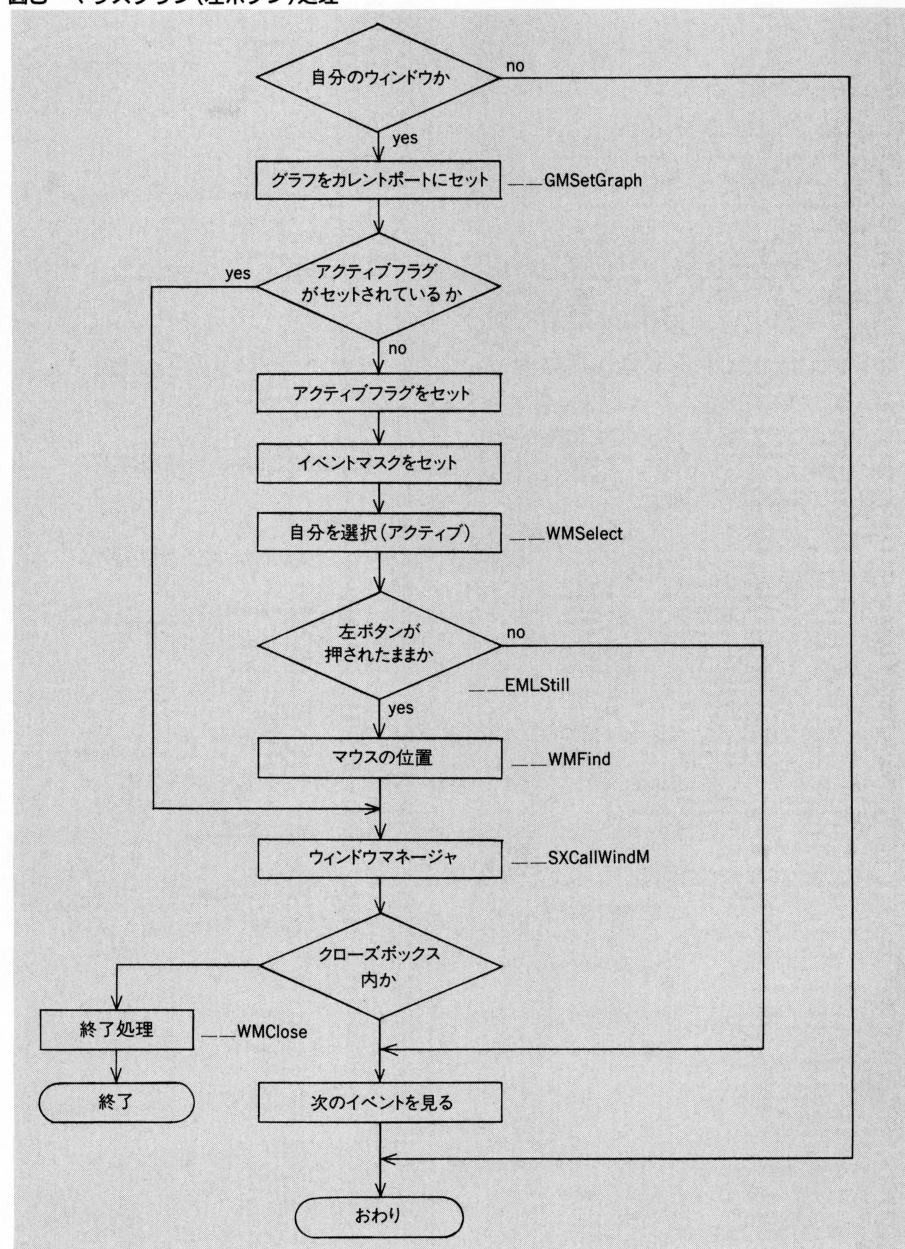 自分のウィンドウか
no
yes
グラフをカレントポートにセット
___GMSetGraph
yes
アクティブフラグ
がセットされているか
no
アクティブフラグをセット
イベントマスクをセット
自分を選択(アクティブ)
___WMSelect
左ボタンが
押されたままか
no
___EMLStill
yes
マウスの位置
___WMFind
ウィンドウマネージャ
___SXCallWindM
クローズボックス
内か
終了処理
___WMClose
終了
次のイベントを見る
おわり